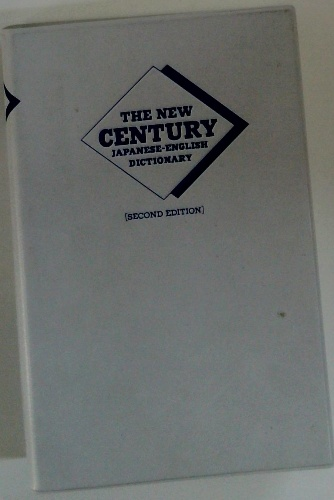 THE NEW
CENTURY
JAPANESE-ENGLISH
DICTIONARY
[SECOND EDITION]